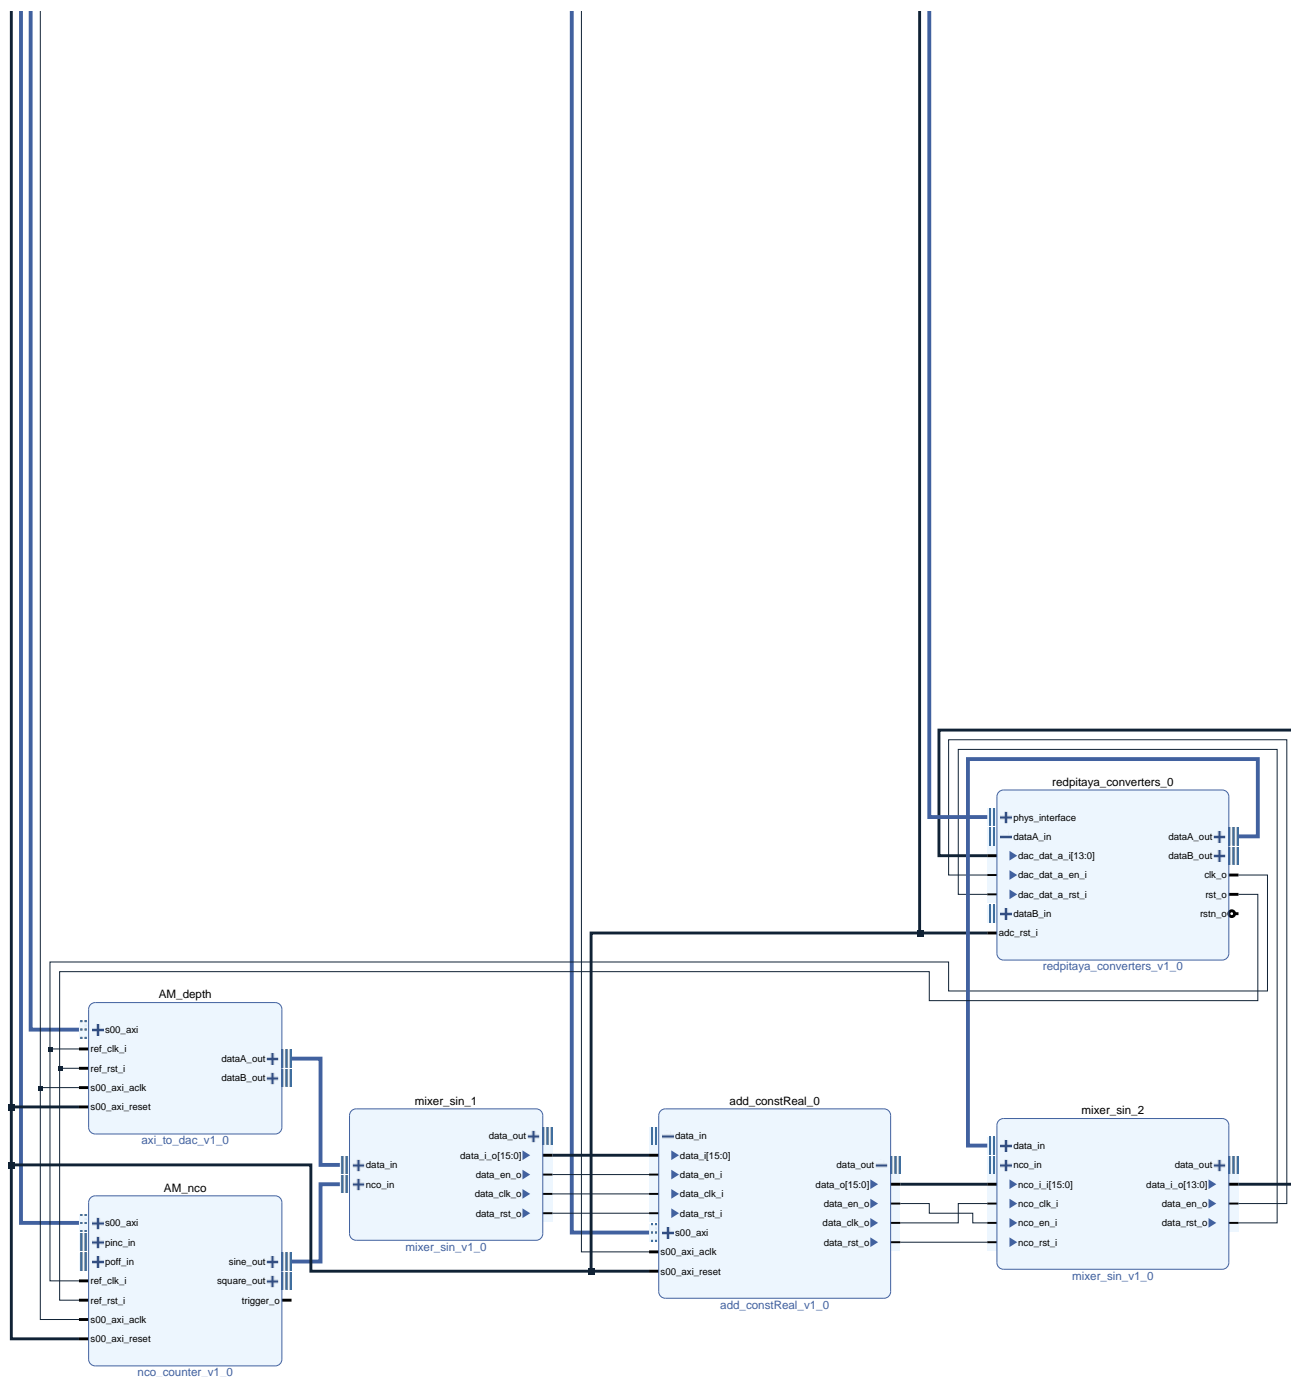 redpitaya_converters_0
phys_interface
dataA_in
dac_dat_a_i[13:0]
dac_dat_a_en_i
dac_dat_a_rst_i
dataB_in
adc_rst_i
dataA_out
dataB_out
clk_o
rst_o
rstn_o
redpitaya_converters_v1_0
AM_depth
s00_axi
ref_clk_i
ref_rst_i
s00_axi_aclk
s00_axi_reset
dataA_out
dataB_out
axi_to_dac_v1_0
mixer_sin_1
data_in
nco_in
data_out
data_i_o[15:0]
data_en_o
data_clk_o
data_rst_o
mixer_sin_v1_0
add_constReal_0
data_in
data_i[15:0]
data_en_i
data_clk_i
data_rst_i
s00_axi
s00_axi_aclk
s00_axi_reset
data_out
data_o[15:0]
data_en_o
data_clk_o
data_rst_o
add_constReal_v1_0
mixer_sin_2
data_in
nco_in
nco_i_i[15:0]
nco_clk_i
nco_en_i
nco_rst_i
data_out
data_i_o[13:0]
data_en_o
data_rst_o
mixer_sin_v1_0
AM_nco
s00_axi
pinc_in
poff_in
ref_clk_i
ref_rst_i
s00_axi_aclk
s00_axi_reset
sine_out
square_out
trigger_o
nco_counter_v1_0